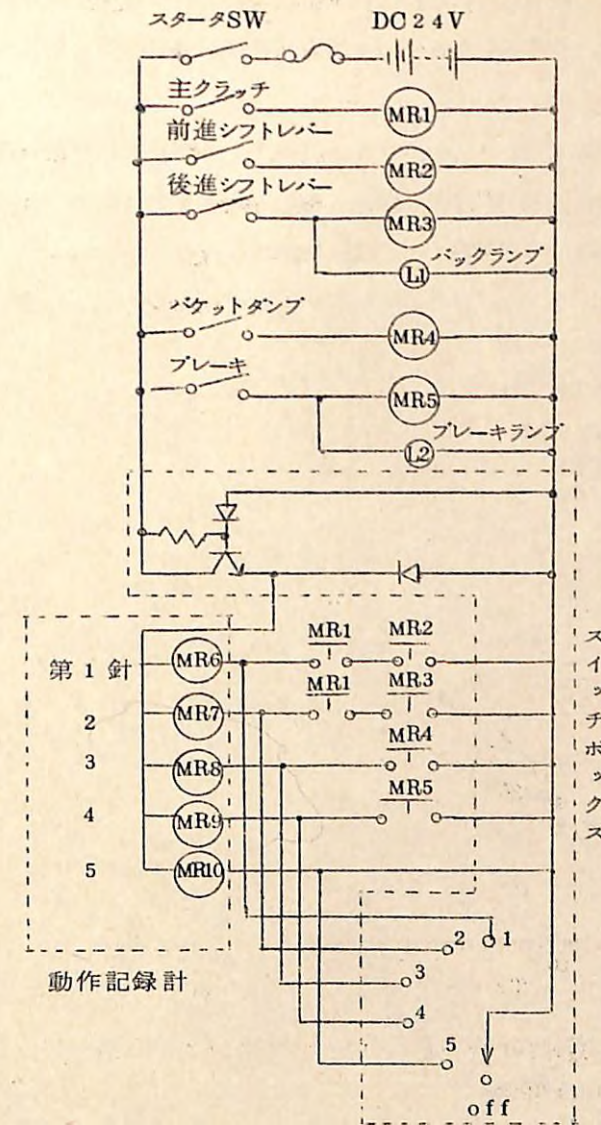 スタータSW
DC24V
主クラッチ
MR1
前進シフトレバー
MR2
後進シフトレバー
MR3
L1
バックランプ
バケットダンプ
MR4
ブレーキ
MR5
L2
ブレーキランプ
スイッチボックス
第1針
MR6
MR1
MR2
2
MR7
MR1
MR3
3
MR8
MR4
4
MR9
MR5
5
MR10
動作記録計
2
1
3
4
5
off